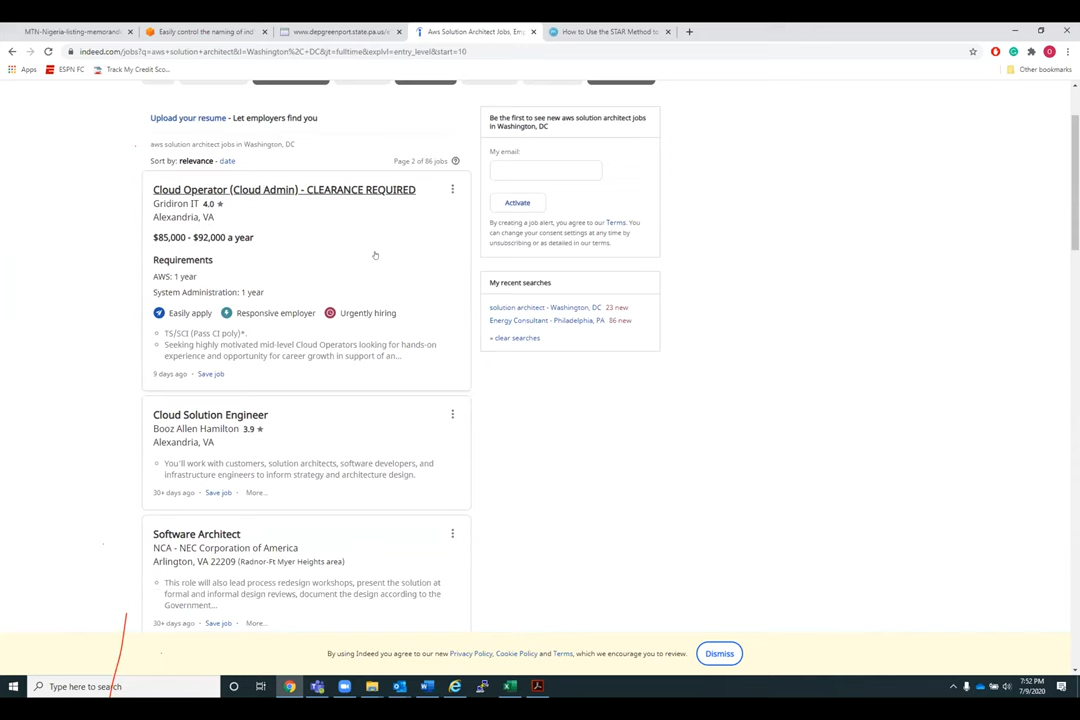 MTN-Nigeria-listing-memorand
Easily control the naming of ind
www.depgreenport.state.pa.us/e
Aws Solution Architect Jobs, Emp
How to Use the STAR Method to
indeed.com/jobs?q=aws+solution+architect&l=Washington%2C+DC&jt=fulltime&explvl=entry_level&start=10
Apps
ESPN FC
Track My Credit Sco...
Other bookmarks
Upload your resume - Let employers find you
aws solution architect jobs in Washington, DC
Sort by: relevance - date
Page 2 of 86 jobs
Cloud Operator (Cloud Admin) - CLEARANCE REQUIRED
Gridiron IT 4.0
Alexandria, VA
$85,000 - $92,000 a year
Requirements
AWS: 1 year
System Administration: 1 year
Easily apply
Responsive employer
Urgently hiring
TS/SCI (Pass CI poly)*.
Seeking highly motivated mid-level Cloud Operators looking for hands-on
experience and opportunity for career growth in support of an...
9 days ago · Save job
Cloud Solution Engineer
Booz Allen Hamilton 3.9
Alexandria, VA
You'll work with customers, solution architects, software developers, and
infrastructure engineers to inform strategy and architecture design.
30+ days ago · Save job · More...
Software Architect
NCA - NEC Corporation of America
Arlington, VA 22209 (Radnor-Ft Myer Heights area)
This role will also lead process redesign workshops, present the solution at
formal and informal design reviews, document the design according to the
Government...
30+ days ago · Save job · More...
Be the first to see new aws solution architect jobs
in Washington, DC
My email:
Activate
By creating a job alert, you agree to our Terms. You
can change your consent settings at any time by
unsubscribing or as detailed in our terms.
My recent searches
solution architect - Washington, DC 23 new
Energy Consultant - Philadelphia, PA 86 new
» clear searches
By using Indeed you agree to our new Privacy Policy, Cookie Policy and Terms, which we encourage you to review.
Dismiss
Type here to search
7:52 PM
7/9/2020